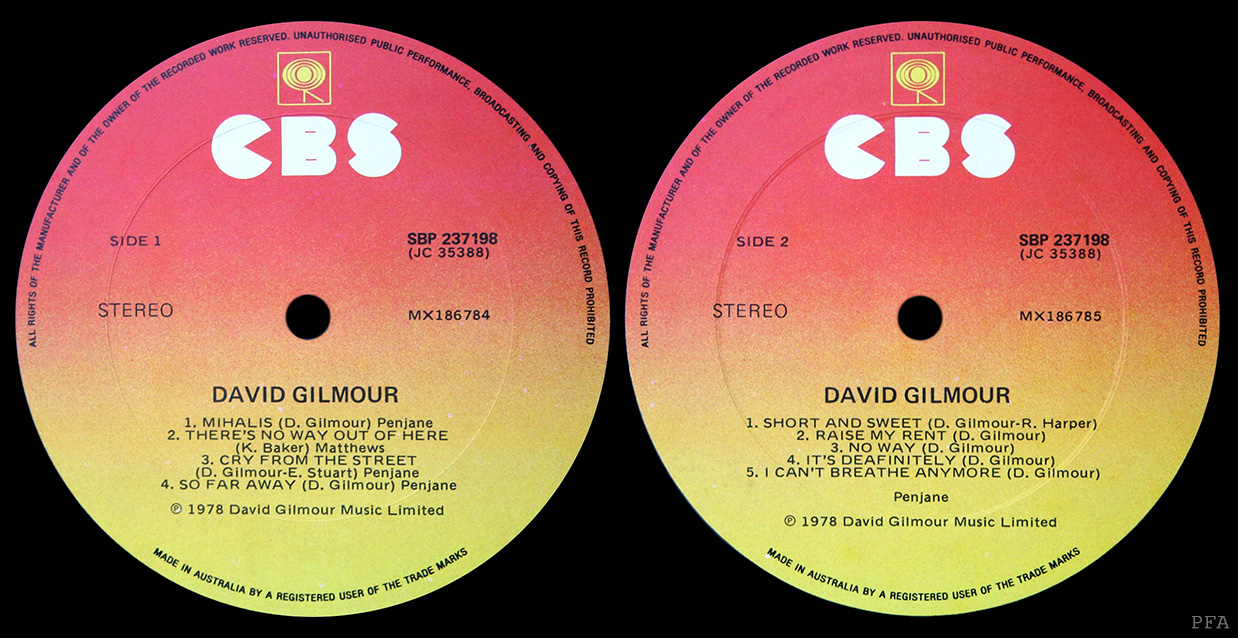 ALL RIGHTS OF THE MANUFACTURER AND OF THE OWNER OF THE RECORDED WORK RESERVED. UNAUTHORISED PUBLIC PERFORMANCE, BROADCASTING AND COPYING OF THIS RECORD PROHIBITED
CBS
SIDE 1
SBP 237198
(JC 35388)
STEREO
MX186784
DAVID GILMOUR
1. MIHALIS (D. Gilmour) Penjane
2. THERE'S NO WAY OUT OF HERE
(K. Baker) Matthews
3. CRY FROM THE STREET
(D. Gilmour-E. Stuart) Penjane
4. SO FAR AWAY (D. Gilmour) Penjane
℗ 1978 David Gilmour Music Limited
MADE IN AUSTRALIA BY A REGISTERED USER OF THE TRADE MARKS
ALL RIGHTS OF THE MANUFACTURER AND OF THE OWNER OF THE RECORDED WORK RESERVED. UNAUTHORISED PUBLIC PERFORMANCE, BROADCASTING AND COPYING OF THIS RECORD PROHIBITED
CBS
SIDE 2
SBP 237198
(JC 35388)
STEREO
MX186785
DAVID GILMOUR
1. SHORT AND SWEET (D. Gilmour-R. Harper)
2. RAISE MY RENT (D. Gilmour)
3. NO WAY (D. Gilmour)
4. IT'S DEAFINITELY (D. Gilmour)
5. I CAN'T BREATHE ANYMORE (D. Gilmour)
Penjane
℗ 1978 David Gilmour Music Limited
MADE IN AUSTRALIA BY A REGISTERED USER OF THE TRADE MARKS
PFA